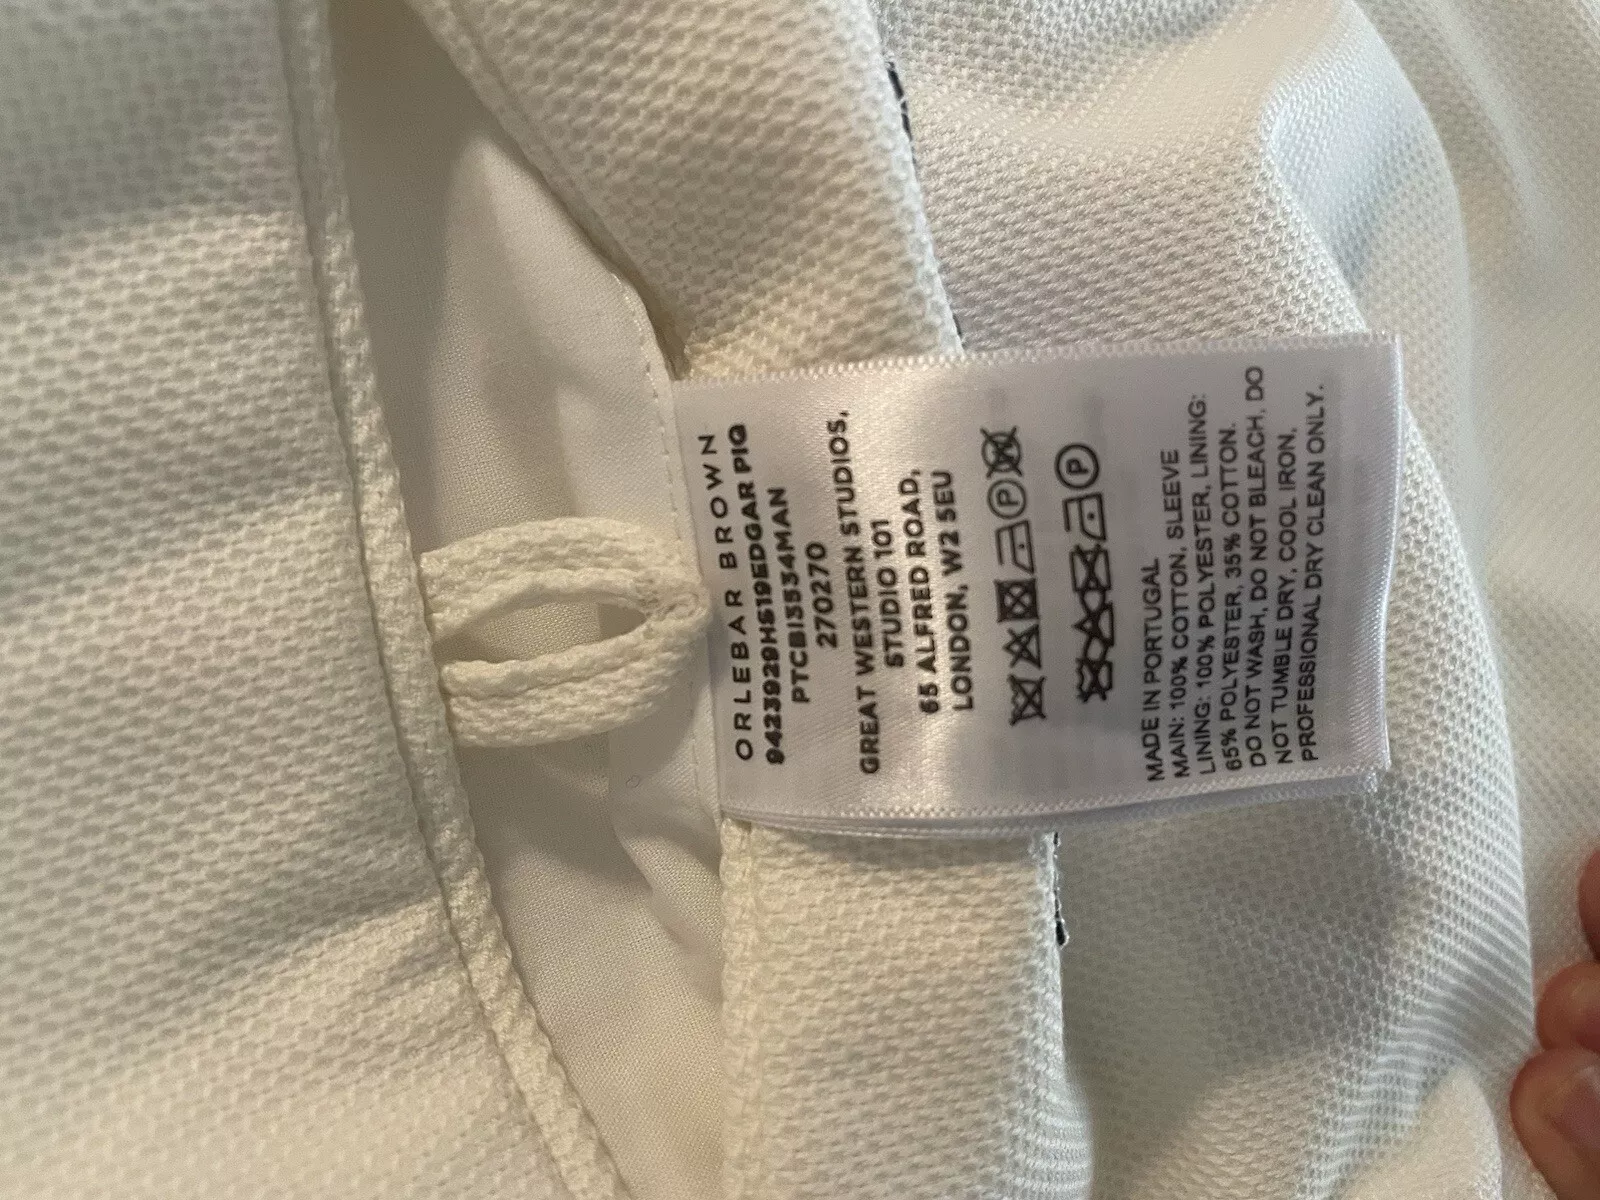 ORLEBAR BROWN
9423929HS19EDGAR PIQ
PTCBI3534MAN
270270
GREAT WESTERN STUDIOS,
STUDIO 101
65 ALFRED ROAD,
LONDON, W2 5EU
P
P
MADE IN PORTUGAL
MAIN: 100% COTTON, SLEEVE
LINING: 100% POLYESTER, LINING:
65% POLYESTER, 35% COTTON.
DO NOT WASH, DO NOT BLEACH, DO
NOT TUMBLE DRY, COOL IRON,
PROFESSIONAL DRY CLEAN ONLY.